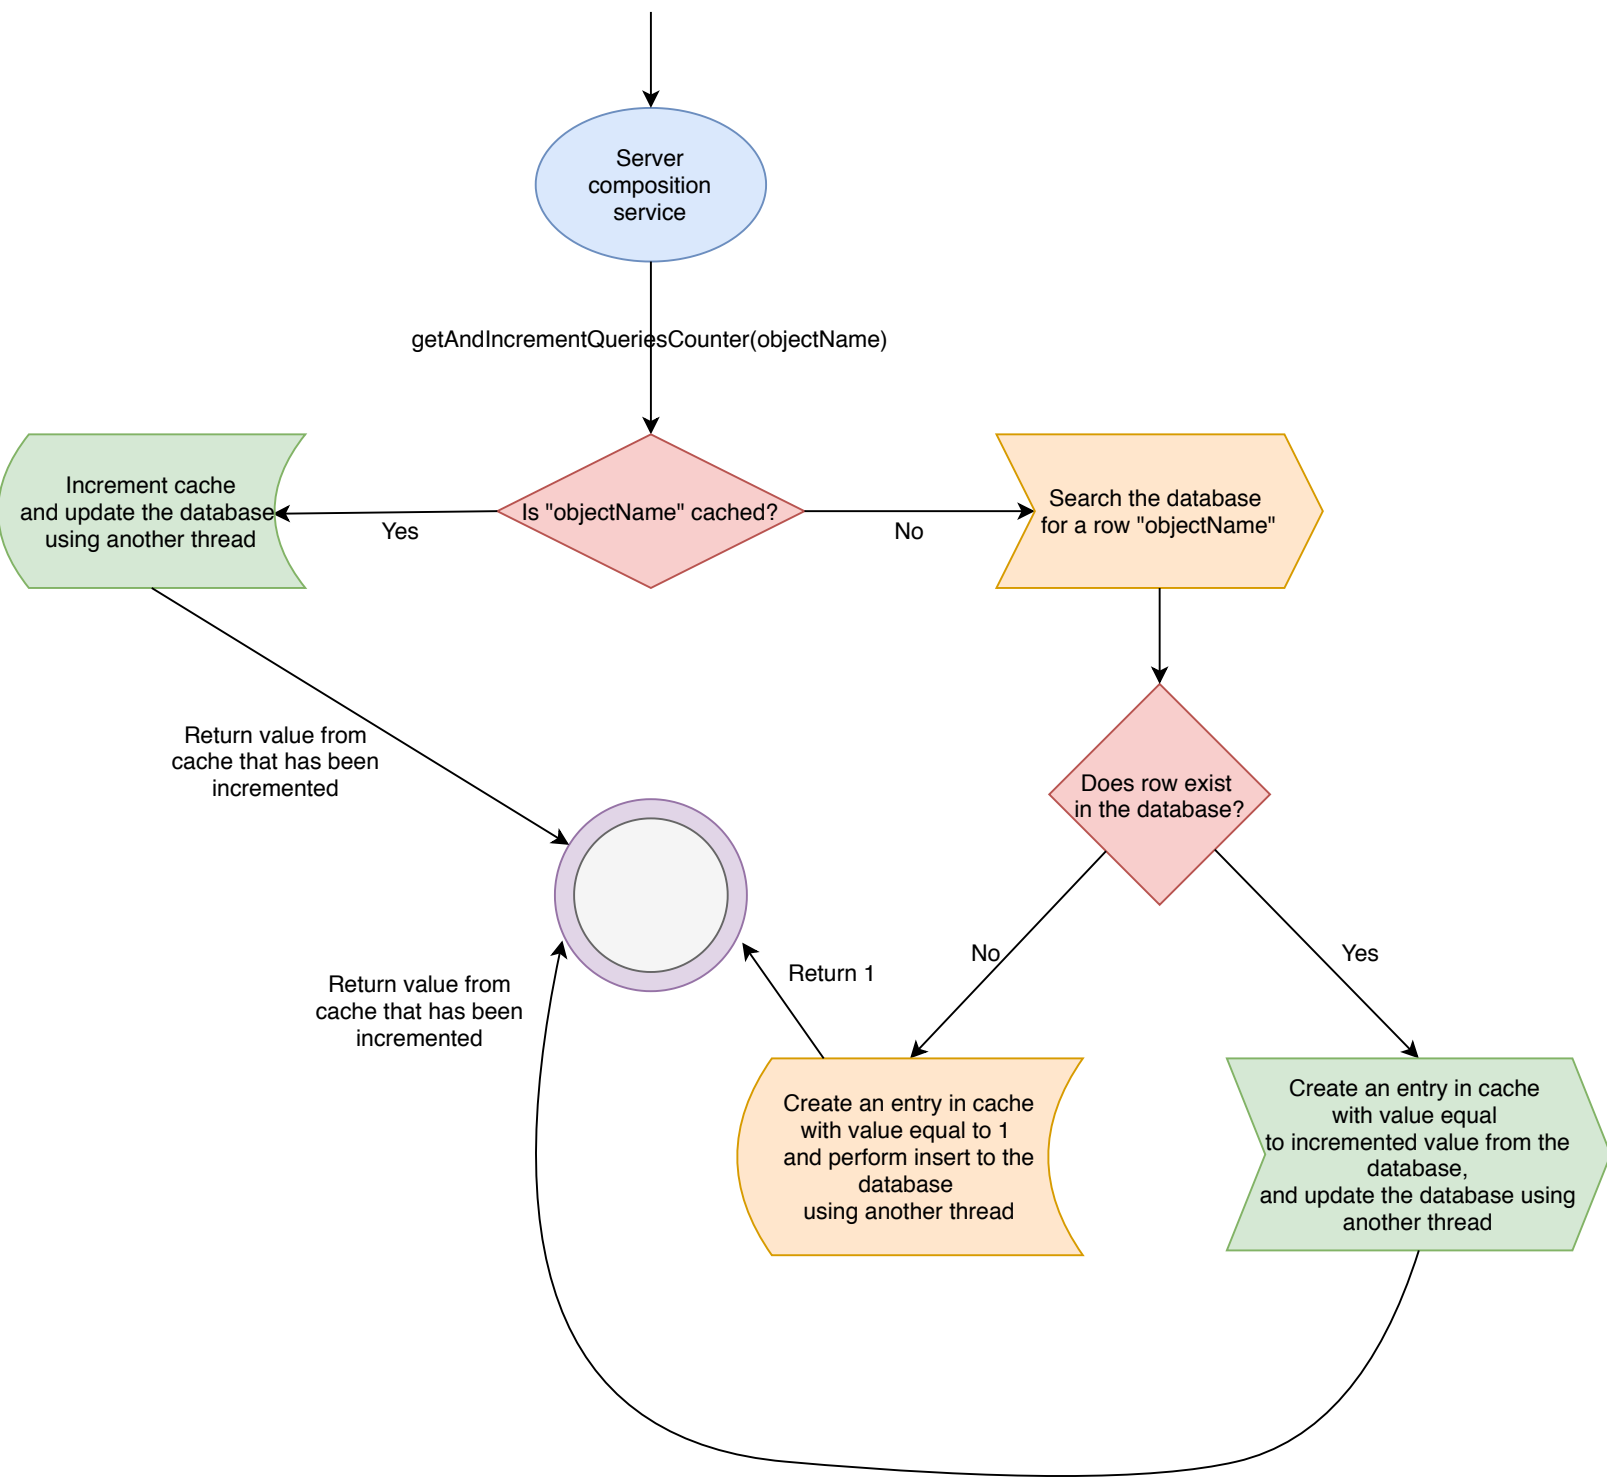 Server
composition
service
getAndIncrementQueriesCounter(objectName)
Increment cache
and update the database
using another thread
Yes
Is "objectName" cached?
No
Search the database
for a row "objectName"
Return value from
cache that has been
incremented
Does row exist
in the database?
No
Yes
Return 1
Return value from
cache that has been
incremented
Create an entry in cache
with value equal to 1
and perform insert to the
database
using another thread
Create an entry in cache
with value equal
to incremented value from the
database,
and update the database using
another thread